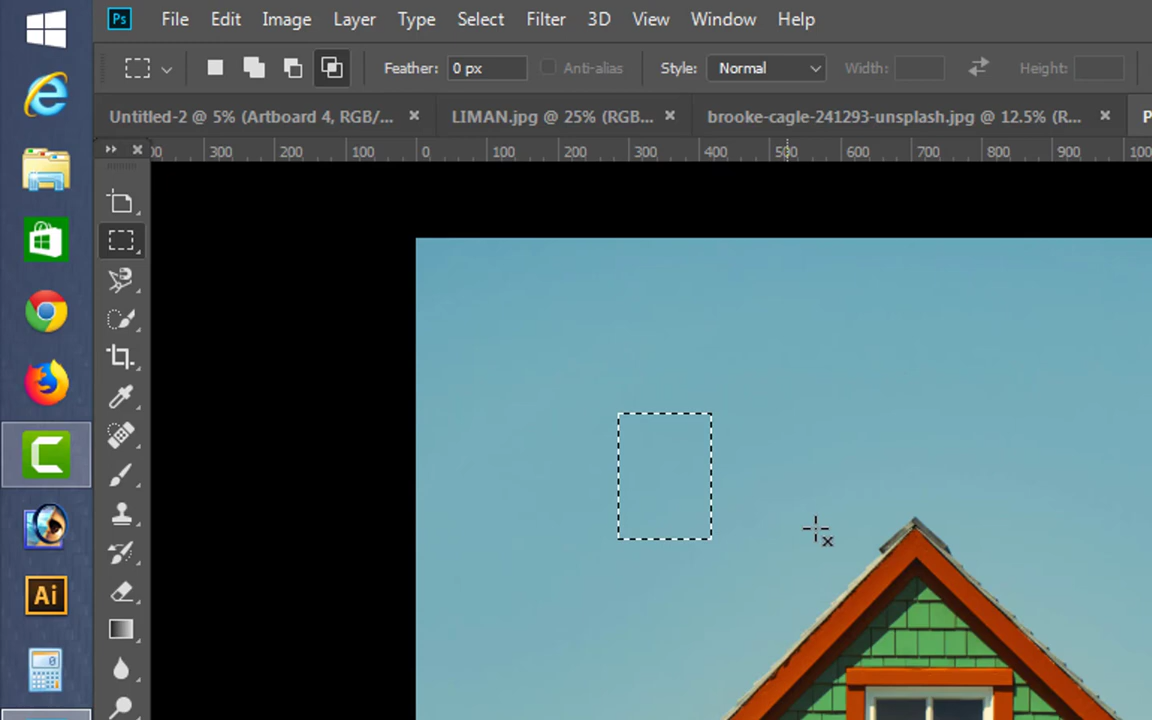 Ps File Edit Image Layer Type Select Filter 3D View Window Help
Feather: 0 px Anti-alias Style: Normal Width: Height:
Untitled-2 @ 5% (Artboard 4, RGB/... × LIMAN.jpg @ 25% (RGB... × brooke-cagle-241293-unsplash.jpg @ 12.5% (R... × P
300 200 100 0 100 200 300 400 500 600 700 800 900
Ai